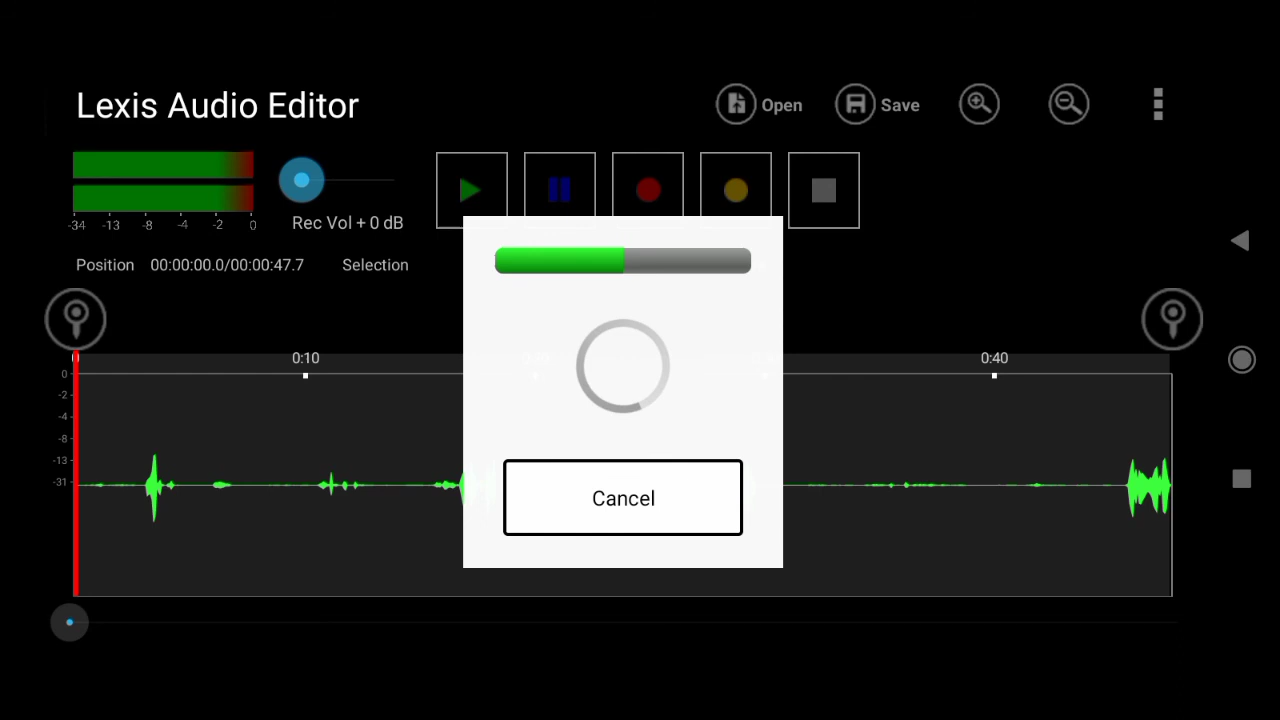 Lexis Audio Editor
Open
Save
-34 -13 -8 -4 -2 0
Rec Vol + 0 dB
Position 00:00:00.0/00:00:47.7 Selection
0:10
0:40
0
-2
-4
-8
-13
-31
Cancel